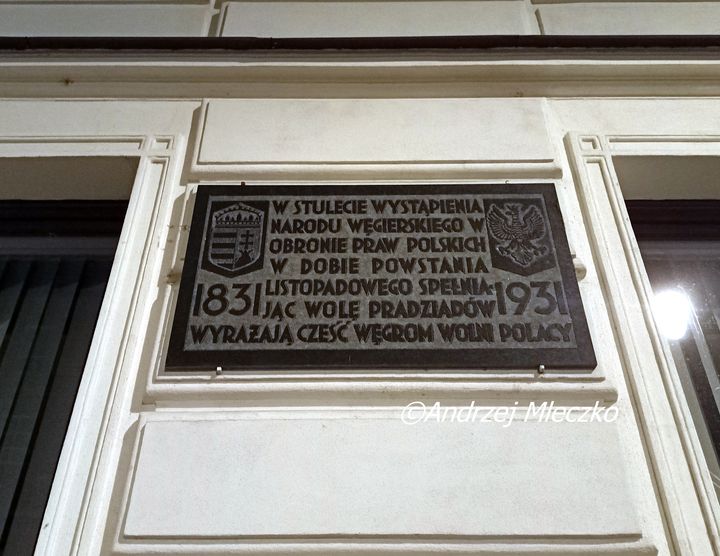 W STULECIE WYSTĄPIENIA
NARODU WĘGIERSKIEGO W
OBRONIE PRAW POLSKICH
W DOBIE POWSTANIA
LISTOPADOWEGO SPEŁNIA-
JĄC WOLĘ PRADZIADÓW
1831 1931
WYRAŻAJĄ CZEŚĆ WĘGROM WOLNI POLACY
©Andrzej Mleczko